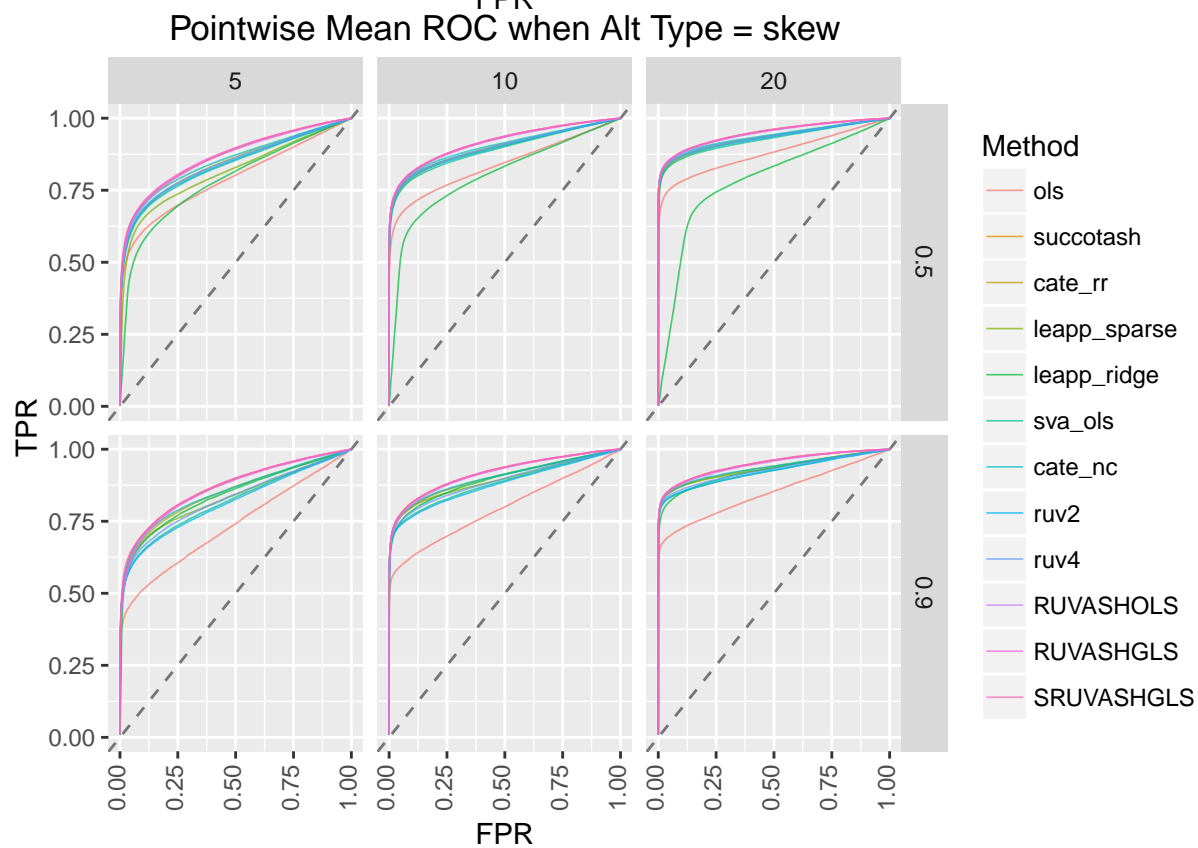 FPR
Pointwise Mean ROC when Alt Type = skew
5 10 20
1.00
0.75
0.50
0.25
0.00
0.5
TPR
1.00
0.75
0.50
0.25
0.00
0.9
0.00 0.25 0.50 0.75 1.00 0.00 0.25 0.50 0.75 1.00 0.00 0.25 0.50 0.75 1.00
FPR
Method
ols
succotash
cate_rr
leapp_sparse
leapp_ridge
sva_ols
cate_nc
ruv2
ruv4
RUVASHOLS
RUVASHGLS
SRUVASHGLS